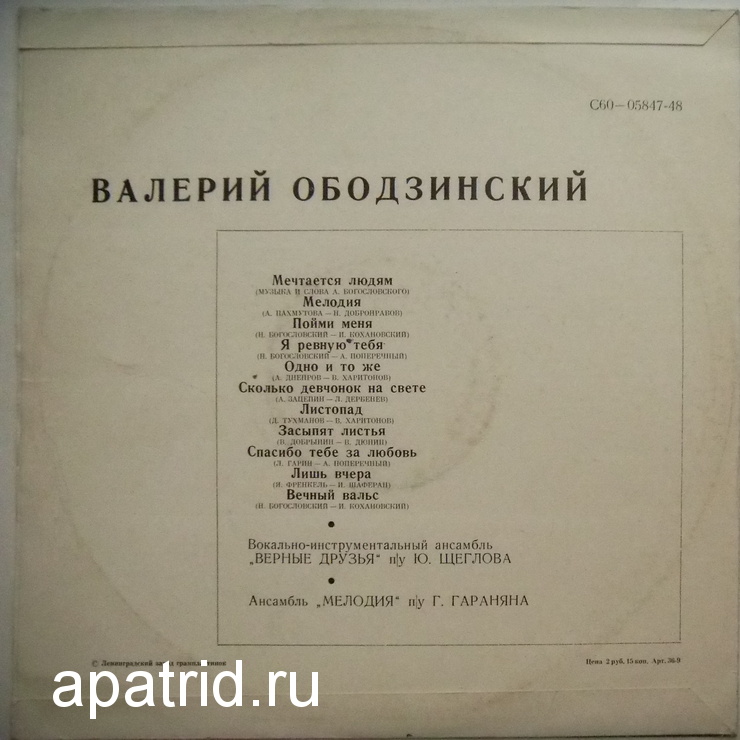 С60—05847-48
ВАЛЕРИЙ ОБОДЗИНСКИЙ
Мечтается людям
(МУЗЫКА И СЛОВА А. БОГОСЛОВСКОГО)
Мелодия
(А. ПАХМУТОВА — Н. ДОБРОНРАВОВ)
Пойми меня
(Н. БОГОСЛОВСКИЙ — И. КОХАНОВСКИЙ)
Я ревную тебя
(Н. БОГОСЛОВСКИЙ — А. ПОПЕРЕЧНЫЙ)
Одно и то же
(А. ДНЕПРОВ — В. ХАРИТОНОВ)
Сколько девчонок на свете
(А. ЗАЦЕПИН — Л. ДЕРБЕНЕВ)
Листопад
(Д. ТУХМАНОВ — В. ХАРИТОНОВ)
Засыпят листья
(В. ДОБРЫНИН — В. ДЮНИН)
Спасибо тебе за любовь
(Л. ГАРИН — А. ПОПЕРЕЧНЫЙ)
Лишь вчера
(Я. ФРЕНКЕЛЬ — И. ШАФЕРАН)
Вечный вальс
(Н. БОГОСЛОВСКИЙ — И. КОХАНОВСКИЙ)
Вокально-инструментальный ансамбль
„ВЕРНЫЕ ДРУЗЬЯ“ п/у Ю. ЩЕГЛОВА
Ансамбль „МЕЛОДИЯ“ п/у Г. ГАРАНЯНА
© Ленинградский завод грампластинок
Цена 2 руб. 15 коп. Арт. 36-9
apatrid.ru